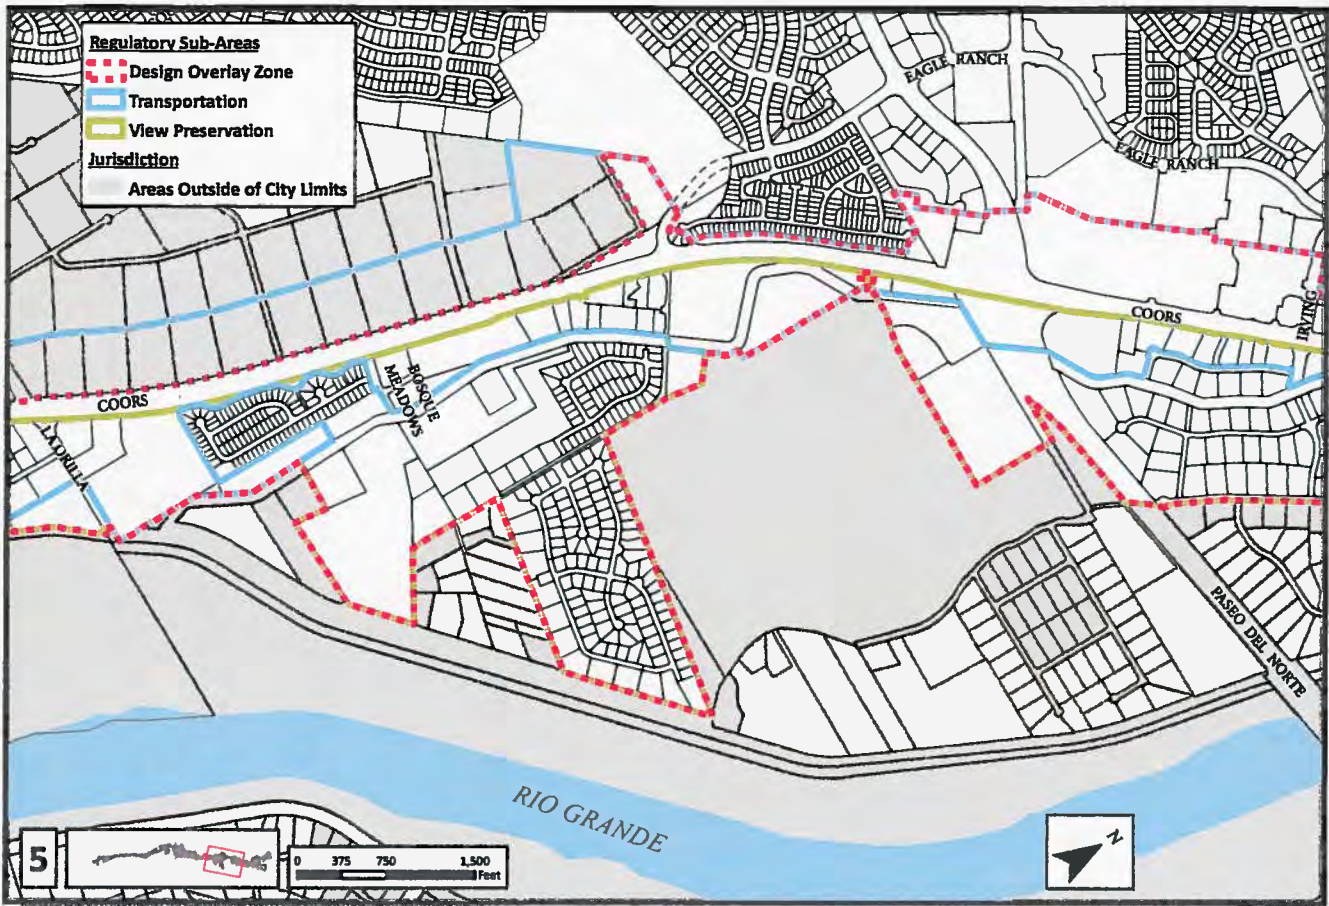 Regulatory Sub-Areas
Design Overlay Zone
Transportation
View Preservation
Jurisdiction
Areas Outside of City Limits
EAGLE RANCH
EAGLE RANCH
COORS
IRVING
COORS
BOSQUE
MEADOWS
LA DRILLA
PASEO DEL NORTE
RIO GRANDE
5
0 375 750 1,500
Feet
N